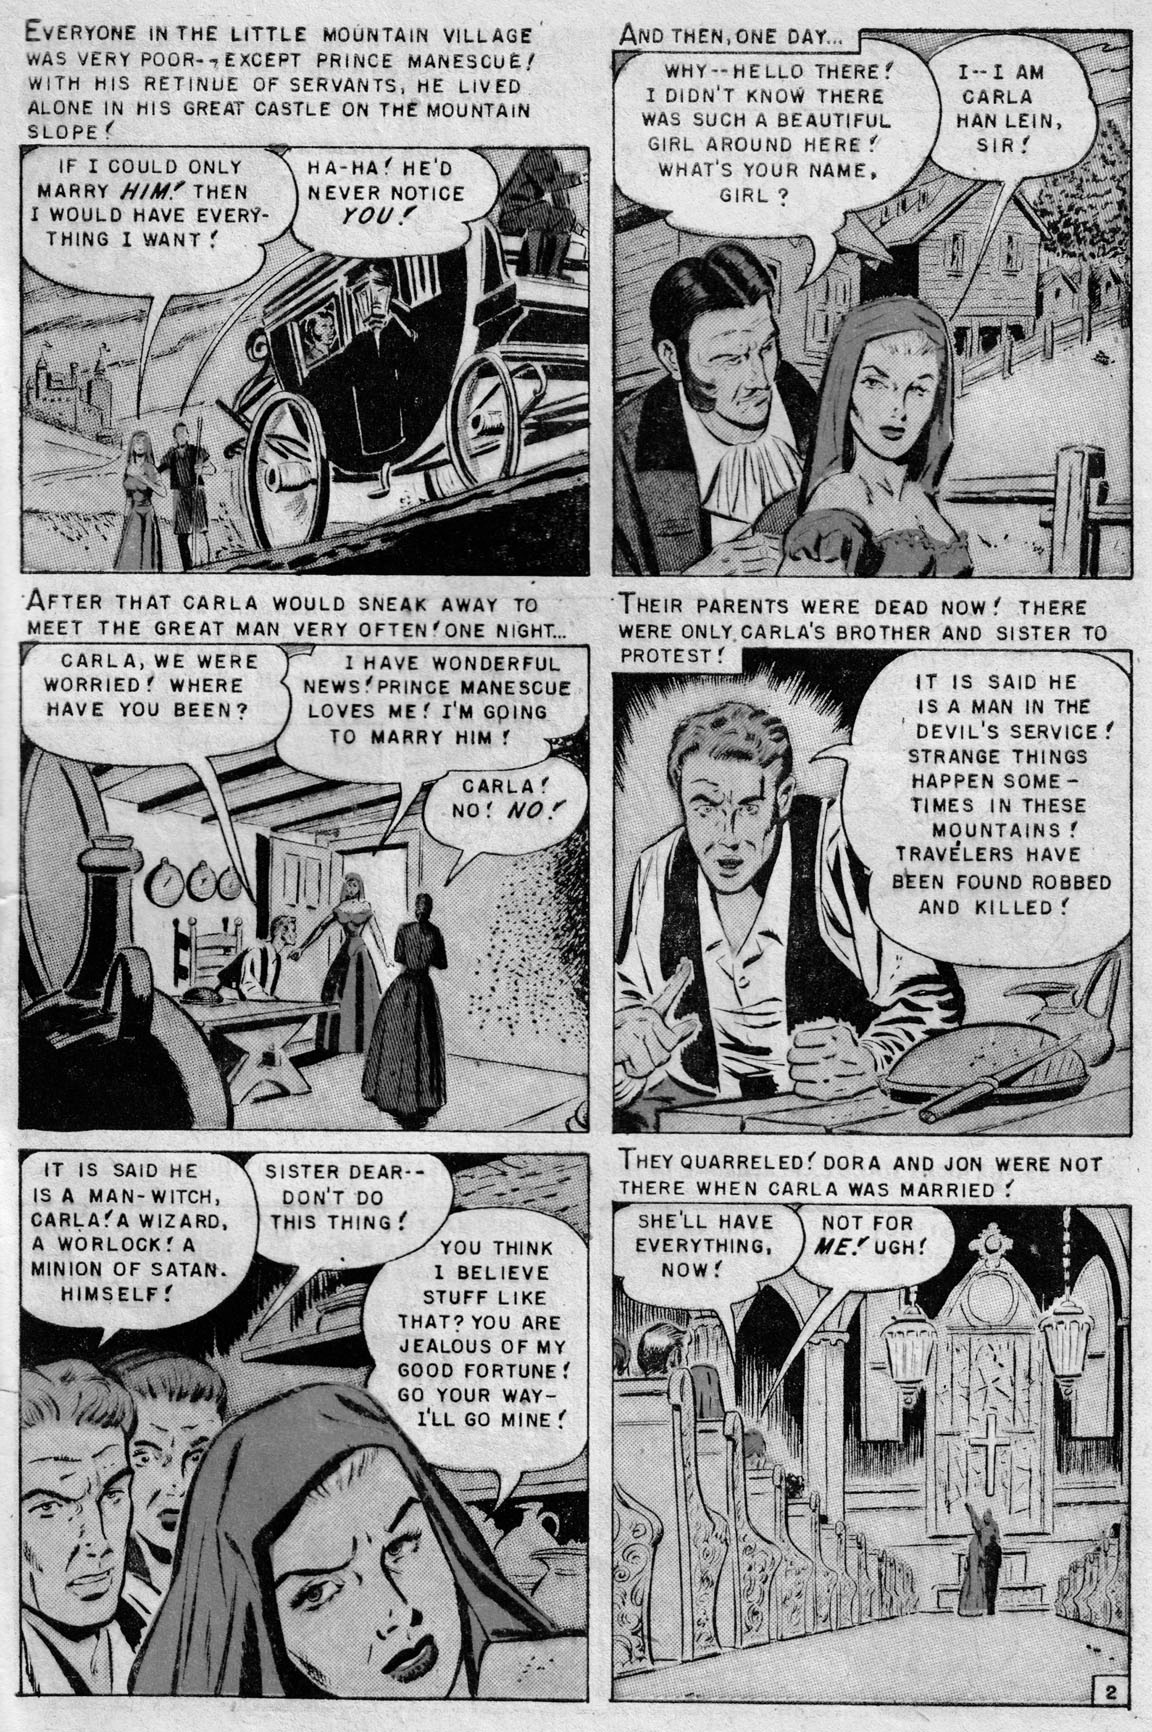 EVERYONE IN THE LITTLE MOUNTAIN VILLAGE
WAS VERY POOR--, EXCEPT PRINCE MANESCUE!
WITH HIS RETINUE OF SERVANTS, HE LIVED
ALONE IN HIS GREAT CASTLE ON THE MOUNTAIN
SLOPE!
IF I COULD ONLY
MARRY HIM! THEN
I WOULD HAVE EVERY-
THING I WANT!
HA-HA! HE'D
NEVER NOTICE
YOU!
AND THEN, ONE DAY...
WHY--HELLO THERE!
I DIDN'T KNOW THERE
WAS SUCH A BEAUTIFUL
GIRL AROUND HERE!
WHAT'S YOUR NAME,
GIRL?
I--I AM
CARLA
HAN LEIN,
SIR!
AFTER THAT CARLA WOULD SNEAK AWAY TO
MEET THE GREAT MAN VERY OFTEN! ONE NIGHT...
CARLA, WE WERE
WORRIED! WHERE
HAVE YOU BEEN?
I HAVE WONDERFUL
NEWS! PRINCE MANESCUE
LOVES ME! I'M GOING
TO MARRY HIM!
CARLA!
NO! NO!
THEIR PARENTS WERE DEAD NOW! THERE
WERE ONLY CARLA'S BROTHER AND SISTER TO
PROTEST!
IT IS SAID HE
IS A MAN IN THE
DEVIL'S SERVICE!
STRANGE THINGS
HAPPEN SOME-
TIMES IN THESE
MOUNTAINS!
TRAVELERS HAVE
BEEN FOUND ROBBED
AND KILLED!
IT IS SAID HE
IS A MAN-WITCH,
CARLA! A WIZARD,
A WORLOCK! A
MINION OF SATAN.
HIMSELF!
SISTER DEAR--
DON'T DO
THIS THING!
YOU THINK
I BELIEVE
STUFF LIKE
THAT? YOU ARE
JEALOUS OF MY
GOOD FORTUNE!
GO YOUR WAY-
I'LL GO MINE!
THEY QUARRELED! DORA AND JON WERE NOT
THERE WHEN CARLA WAS MARRIED!
SHE'LL HAVE
EVERYTHING,
NOW!
NOT FOR
ME! UGH!
2